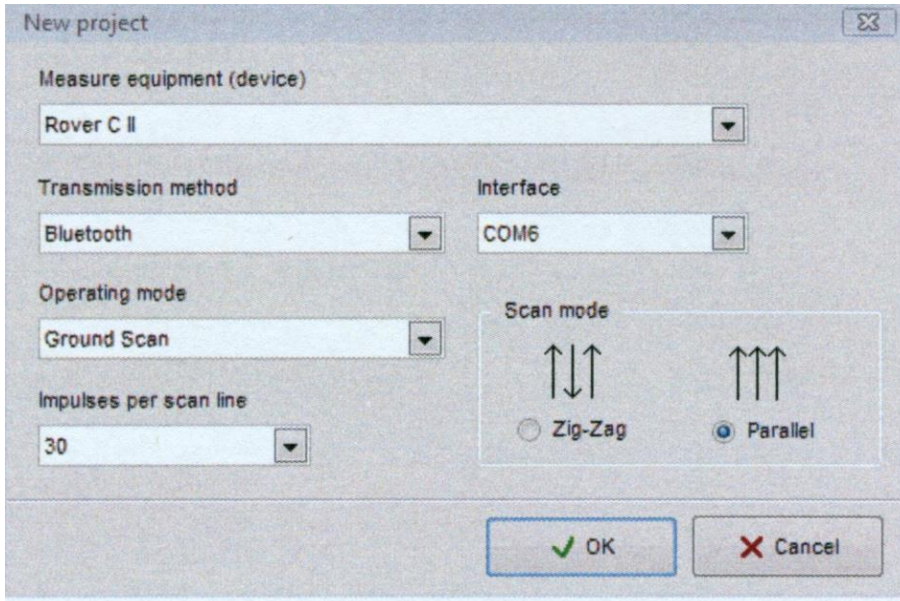 New project
Measure equipment (device)
Rover C II
Transmission method
Interface
Bluetooth
COM6
Operating mode
Scan mode
Ground Scan
Impulses per scan line
Zig-Zag
Parallel
30
OK
Cancel